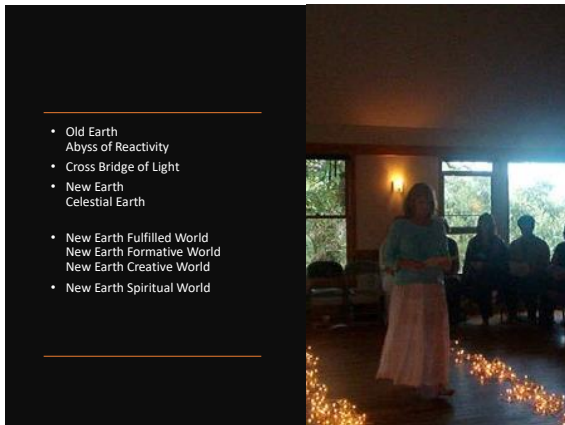 • Old Earth
Abyss of Reactivity
• Cross Bridge of Light
• New Earth
Celestial Earth
• New Earth Fulfilled World
New Earth Formative World
New Earth Creative World
• New Earth Spiritual World